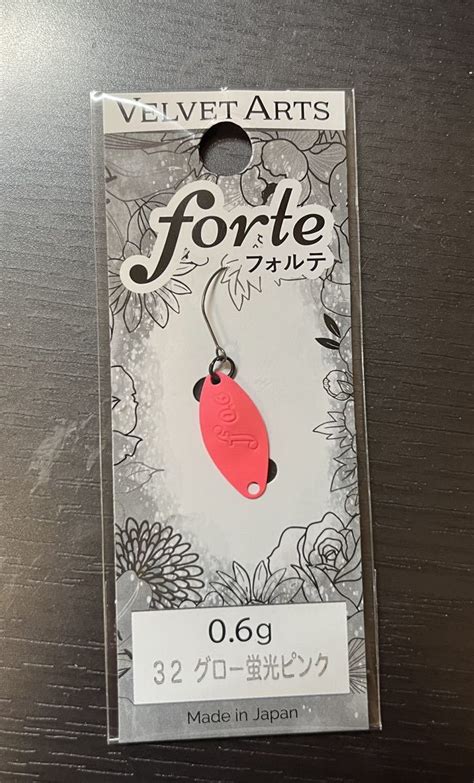 VELVET ARTS
forte
フォルテ
0.6g
32 グロー蛍光ピンク
Made in Japan